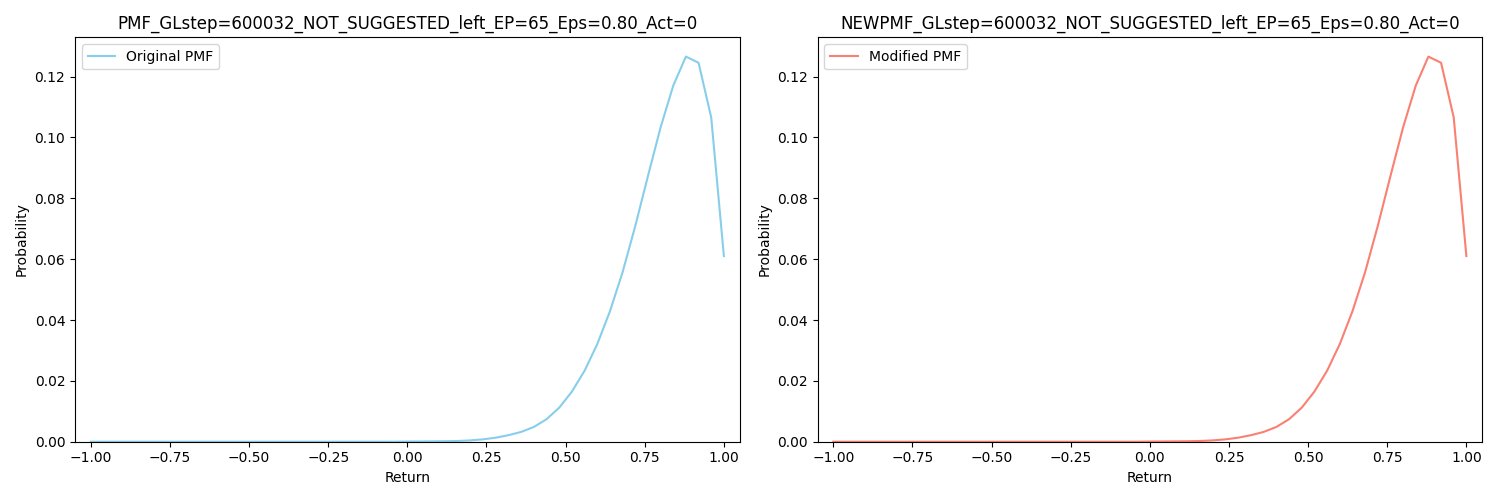 PMF_GLstep=600032_NOT_SUGGESTED_left_EP=65_Eps=0.80_Act=0
Original PMF
0.12
0.10
0.08
0.06
0.04
0.02
0.00
Probability
−1.00 −0.75 −0.50 −0.25 0.00 0.25 0.50 0.75 1.00
Return
NEWPMF_GLstep=600032_NOT_SUGGESTED_left_EP=65_Eps=0.80_Act=0
Modified PMF
0.12
0.10
0.08
0.06
0.04
0.02
0.00
Probability
−1.00 −0.75 −0.50 −0.25 0.00 0.25 0.50 0.75 1.00
Return